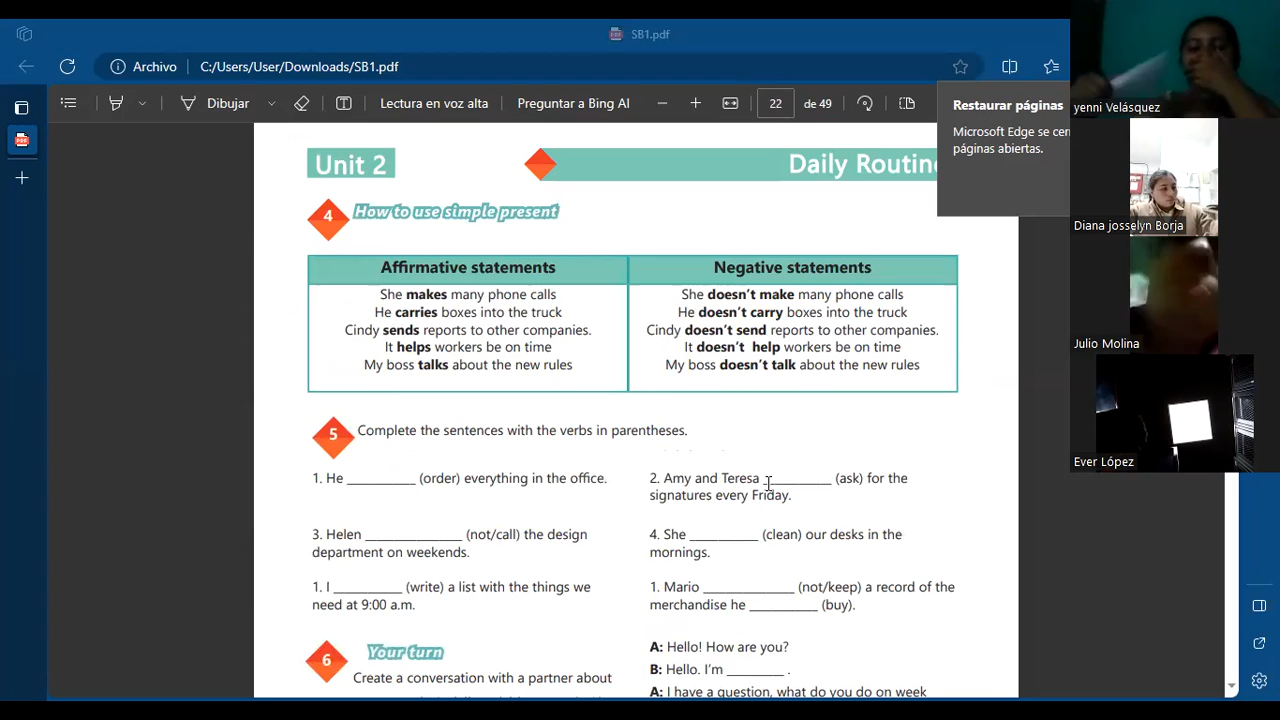 SB1.pdf
Archivo C:/Users/User/Downloads/SB1.pdf
Dibujar Lectura en voz alta Preguntar a Bing AI 22 de 49
Restaurar páginas
Microsoft Edge se cer
páginas abiertas.
yenni Velásquez
Diana josselyn Borja
Julio Molina
Ever López
Unit 2
Daily Routin
4 How to use simple present
Affirmative statements Negative statements
She makes many phone calls She doesn't make many phone calls
He carries boxes into the truck He doesn't carry boxes into the truck
Cindy sends reports to other companies. Cindy doesn't send reports to other companies.
It helps workers be on time It doesn't help workers be on time
My boss talks about the new rules My boss doesn't talk about the new rules
5 Complete the sentences with the verbs in parentheses.
1. He _________ (order) everything in the office.
2. Amy and Teresa _________ (ask) for the
signatures every Friday.
3. Helen _____________ (not/call) the design
department on weekends.
4. She _________ (clean) our desks in the
mornings.
1. I _________ (write) a list with the things we
need at 9:00 a.m.
1. Mario ____________ (not/keep) a record of the
merchandise he _________ (buy).
6 Your turn
Create a conversation with a partner about
A: Hello! How are you?
B: Hello. I'm ________ .
A: I have a question, what do you do on week